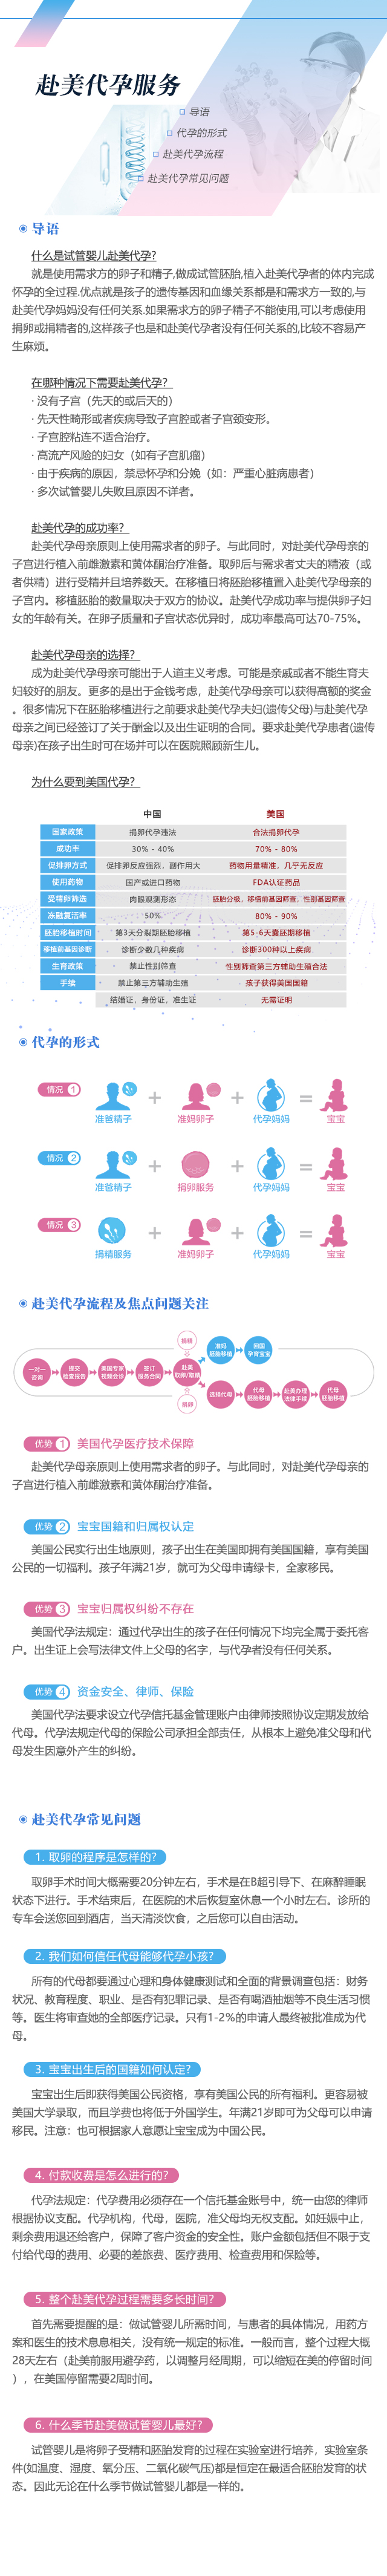 赴美代孕服务
导语
代孕的形式
赴美代孕流程
赴美代孕常见问题
导语
什么是试管婴儿赴美代孕?
就是使用需求方的卵子和精子,做成试管胚胎,植入赴美代孕者的体内完成
怀孕的全过程.优点就是孩子的遗传基因和血缘关系都是和需求方一致的,与
赴美代孕妈妈没有任何关系.如果需求方的卵子精子不能使用,可以考虑使用
捐卵或捐精者的,这样孩子也是和赴美代孕者没有任何关系的,比较不容易产
生麻烦。
在哪种情况下需要赴美代孕？
· 没有子宫（先天的或后天的）
· 先天性畸形或者疾病导致子宫腔或者子宫颈变形。
· 子宫腔粘连不适合治疗。
· 高流产风险的妇女（如有子宫肌瘤）
· 由于疾病的原因，禁忌怀孕和分娩（如：严重心脏病患者）
· 多次试管婴儿失败且原因不详者。
赴美代孕的成功率？
赴美代孕母亲原则上使用需求者的卵子。与此同时，对赴美代孕母亲的
子宫进行植入前雌激素和黄体酮治疗准备。取卵后与需求者丈夫的精液（或
者供精）进行受精并且培养数天。在移植日将胚胎移植置入赴美代孕母亲的
子宫内。移植胚胎的数量取决于双方的协议。赴美代孕成功率与提供卵子妇
女的年龄有关。在卵子质量和子宫状态优异时，成功率最高可达70-75%。
赴美代孕母亲的选择？
成为赴美代孕母亲可能出于人道主义考虑。可能是亲戚或者不能生育夫
妇较好的朋友。更多的是出于金钱考虑，赴美代孕母亲可以获得高额的奖金
。很多情况下在胚胎移植进行之前要求赴美代孕夫妇(遗传父母)与赴美代孕
母亲之间已经签订了关于酬金以及出生证明的合同。要求赴美代孕患者(遗传
母亲)在孩子出生时可在场并可以在医院照顾新生儿。
为什么要到美国代孕？
中国 美国
国家政策 捐卵代孕违法 合法捐卵代孕
成功率 30% - 40% 70% - 80%
促排卵方式 促排卵反应强烈，副作用大 药物用量精准，几乎无反应
使用药物 国产或进口药物 FDA认证药品
受精卵筛选 肉眼观测形态 胚胎分级，移植前基因筛查，性别基因筛查
冻融复活率 50% 80% - 90%
胚胎移植时间 第3天分裂期胚胎移植 第5-6天囊胚期移植
移植前基因诊断 诊断少数几种疾病 诊断300种以上疾病
生育政策 禁止性别筛查 性别筛查第三方辅助生殖合法
手续 禁止第三方辅助生殖 孩子获得美国国籍
结婚证，身份证，准生证 无需证明
代孕的形式
情况 1
准爸精子 + 准妈卵子 + 代孕妈妈 = 宝宝
情况 2
准爸精子 + 捐卵服务 + 代孕妈妈 = 宝宝
情况 3
捐精服务 + 准妈卵子 + 代孕妈妈 = 宝宝
赴美代孕流程及焦点问题关注
一对一
咨询
提交
检查报告
美国专家
视频会诊
签订
服务合同
捐精
赴美
取卵/取精
捐卵
准妈
胚胎移植
回国
孕育宝宝
选择代母
代母
胚胎移植
赴美办理
法律手续
代母
胚胎移植
优势 1 美国代孕医疗技术保障
赴美代孕母亲原则上使用需求者的卵子。与此同时，对赴美代孕母亲的
子宫进行植入前雌激素和黄体酮治疗准备。
优势 2 宝宝国籍和归属权认定
美国公民实行出生地原则，孩子出生在美国即拥有美国国籍，享有美国
公民的一切福利。孩子年满21岁，就可为父母申请绿卡，全家移民。
优势 3 宝宝归属权纠纷不存在
美国代孕法规定：通过代孕出生的孩子在任何情况下均完全属于委托客
户。出生证上会写法律文件上父母的名字，与代孕者没有任何关系。
优势 4 资金安全、律师、保险
美国代孕法要求设立代孕信托基金管理账户由律师按照协议定期发放给
代母。代孕法规定代母的保险公司承担全部责任，从根本上避免准父母和代
母发生因意外产生的纠纷。
赴美代孕常见问题
1. 取卵的程序是怎样的？
取卵手术时间大概需要20分钟左右，手术是在B超引导下、在麻醉睡眠
状态下进行。手术结束后，在医院的术后恢复室休息一个小时左右。诊所的
专车会送您回到酒店，当天清淡饮食，之后您可以自由活动。
2. 我们如何信任代母能够代孕小孩？
所有的代母都要通过心理和身体健康测试和全面的背景调查包括：财务
状况、教育程度、职业、是否有犯罪记录、是否有喝酒抽烟等不良生活习惯
等。医生将审查她的全部医疗记录。只有1-2%的申请人最终被批准成为代
母。
3. 宝宝出生后的国籍如何认定？
宝宝出生后即获得美国公民资格，享有美国公民的所有福利。更容易被
美国大学录取，而且学费也将低于外国学生。年满21岁即可为父母可以申请
移民。注意：也可根据家人意愿让宝宝成为中国公民。
4. 付款收费是怎么进行的？
代孕法规定：代孕费用必须存在一个信托基金账号中，统一由您的律师
根据协议支配。代孕机构，代母，医院，准父母均无权支配。如妊娠中止，
剩余费用退还给客户，保障了客户资金的安全性。账户金额包括但不限于支
付给代母的费用、必要的差旅费、医疗费用、检查费用和保险等。
5. 整个赴美代孕过程需要多长时间？
首先需要提醒的是：做试管婴儿所需时间，与患者的具体情况，用药方
案和医生的技术息息相关，没有统一规定的标准。一般而言，整个过程大概
28天左右（赴美前服用避孕药，以调整月经周期，可以缩短在美的停留时间
），在美国停留需要2周时间。
6. 什么季节赴美做试管婴儿最好？
试管婴儿是将卵子受精和胚胎发育的过程在实验室进行培养，实验室条
件(如温度、湿度、氧分压、二氧化碳气压)都是恒定在最适合胚胎发育的状
态。因此无论在什么季节做试管婴儿都是一样的。